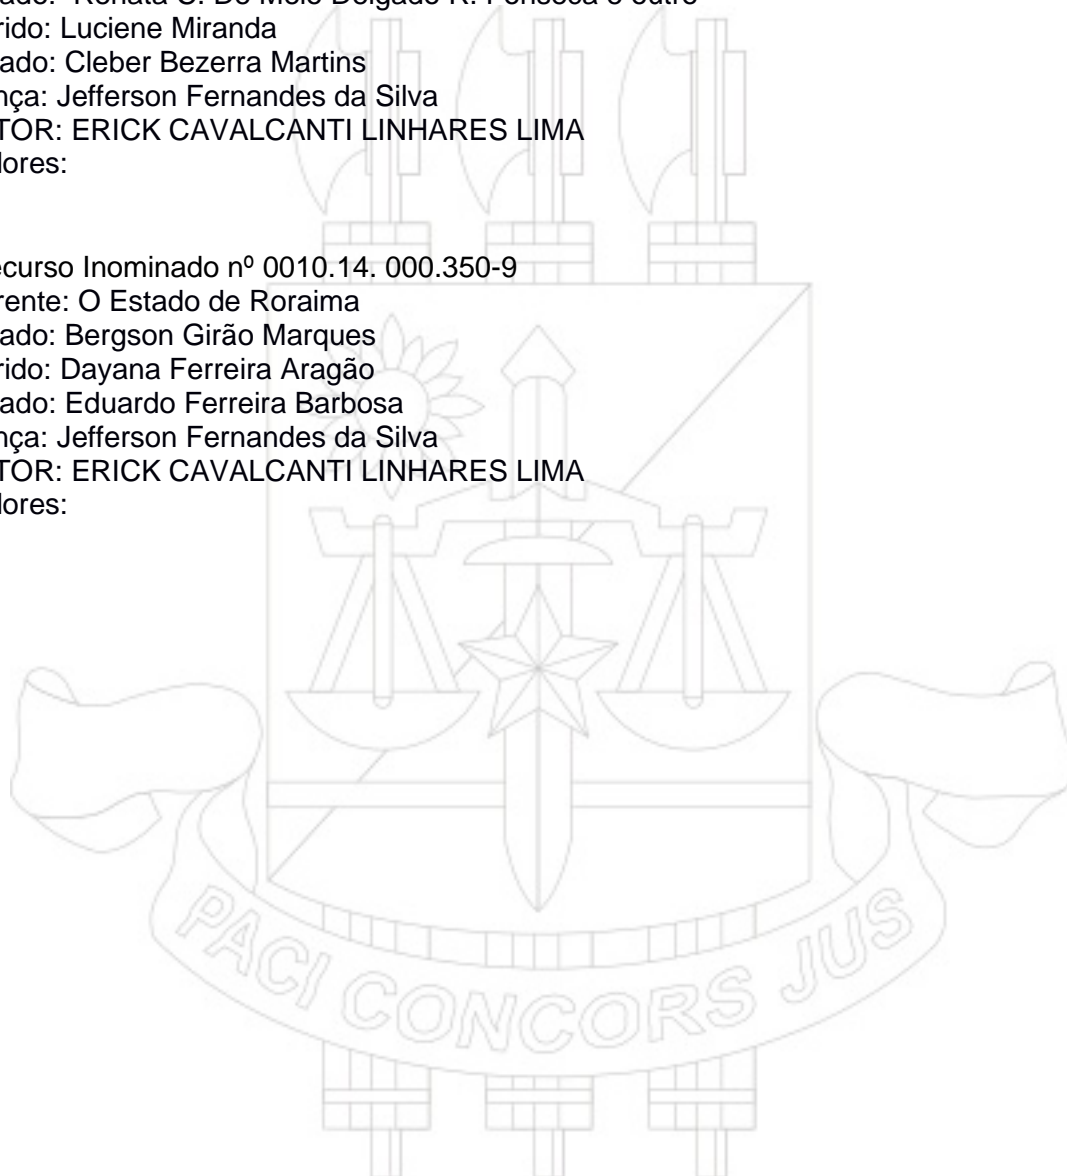 ado: Renata C. De Melo Delgado R. Fonseca e outro
rido: Luciene Miranda
ado: Cleber Bezerra Martins
nça: Jefferson Fernandes da Silva
TOR: ERICK CAVALCANTI LINHARES LIMA
lores:
ecurso Inominado nº 0010.14. 000.350-9
rente: O Estado de Roraima
ado: Bergson Girão Marques
rido: Dayana Ferreira Aragão
ado: Eduardo Ferreira Barbosa
nça: Jefferson Fernandes da Silva
TOR: ERICK CAVALCANTI LINHARES LIMA
lores:
PACI CONCORS JUS